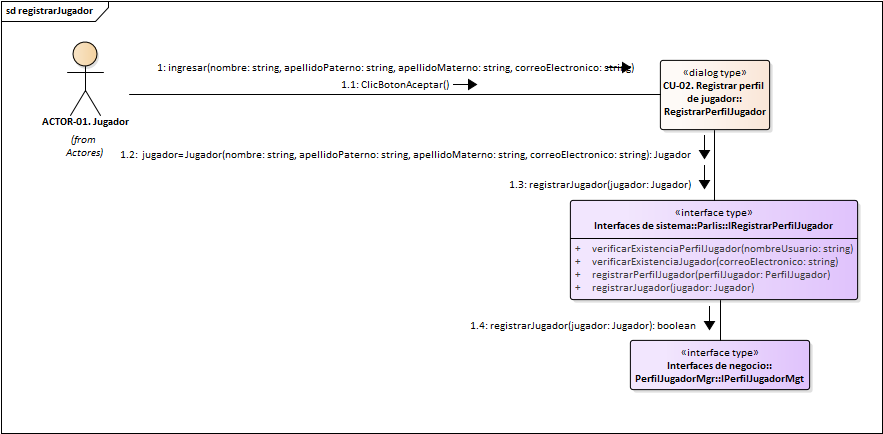 sd registrarJugador
1: ingresar(nombre: string, apellidoPaterno: string, apellidoMaterno: string, correoElectronico: string)
1.1: ClicBotonAceptar()
«dialog type»
CU-02. Registrar perfil
de jugador::
RegistrarPerfilJugador
ACTOR-01. Jugador
(from
Actores)
1.2: jugador=Jugador(nombre: string, apellidoPaterno: string, apellidoMaterno: string, correoElectronico: string): Jugador
1.3: registrarJugador(jugador: Jugador)
«interface type»
Interfaces de sistema::Parlis::IRegistrarPerfilJugador
+ verificarExistenciaPerfilJugador(nombreUsuario: string)
+ verificarExistenciaJugador(correoElectronico: string)
+ registrarPerfilJugador(perfilJugador: PerfilJugador)
+ registrarJugador(jugador: Jugador)
1.4: registrarJugador(jugador: Jugador): boolean
«interface type»
Interfaces de negocio::
PerfilJugadorMgr::IPerfilJugadorMgt